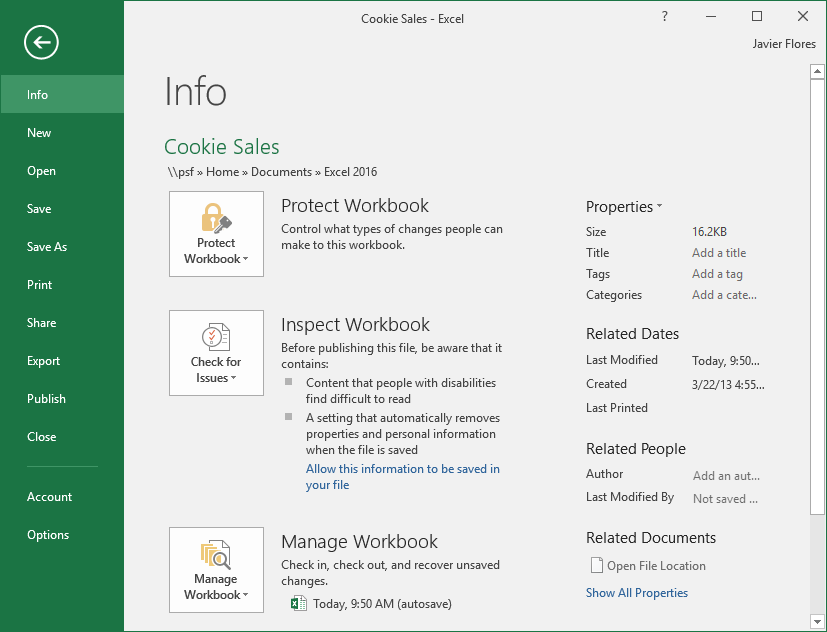 Cookie Sales - Excel
?
Javier Flores
Info
New
Open
Save
Save As
Print
Share
Export
Publish
Close
Account
Options
Info
Cookie Sales
\\psf » Home » Documents » Excel 2016
Protect
Workbook
Protect Workbook
Control what types of changes people can
make to this workbook.
Check for
Issues
Inspect Workbook
Before publishing this file, be aware that it
contains:
Content that people with disabilities
find difficult to read
A setting that automatically removes
properties and personal information
when the file is saved
Allow this information to be saved in
your file
Manage
Workbook
Manage Workbook
Check in, check out, and recover unsaved
changes.
Today, 9:50 AM (autosave)
Properties
Size 16.2KB
Title Add a title
Tags Add a tag
Categories Add a cate...
Related Dates
Last Modified Today, 9:50...
Created 3/22/13 4:55...
Last Printed
Related People
Author Add an aut...
Last Modified By Not saved ...
Related Documents
Open File Location
Show All Properties